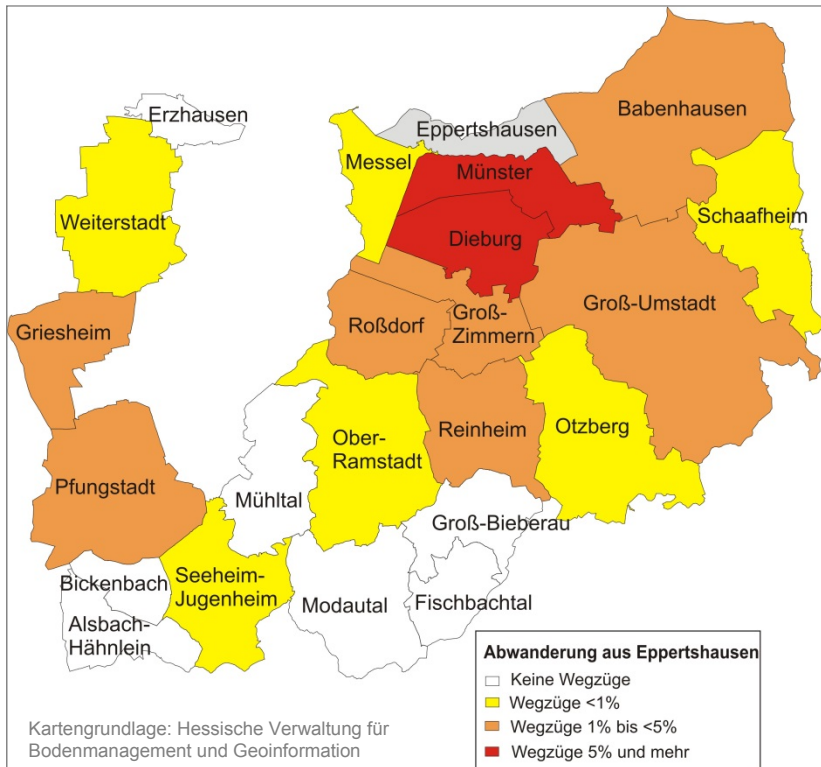 Erzhausen
Babenhausen
Eppertshausen
Messel
Münster
Weiterstadt
Schaafheim
Dieburg
Groß-Umstadt
Griesheim
Roßdorf
Groß-
Zimmern
Ober-
Ramstadt
Reinheim
Otzberg
Pfungstadt
Mühltal
Groß-Bieberau
Bickenbach
Seeheim-
Jugenheim
Modautal
Fischbachtal
Alsbach-
Hähnlein
Abwanderung aus Eppertshausen
Keine Wegzüge
Wegzüge <1%
Wegzüge 1% bis <5%
Wegzüge 5% und mehr
Kartengrundlage: Hessische Verwaltung für
Bodenmanagement und Geoinformation